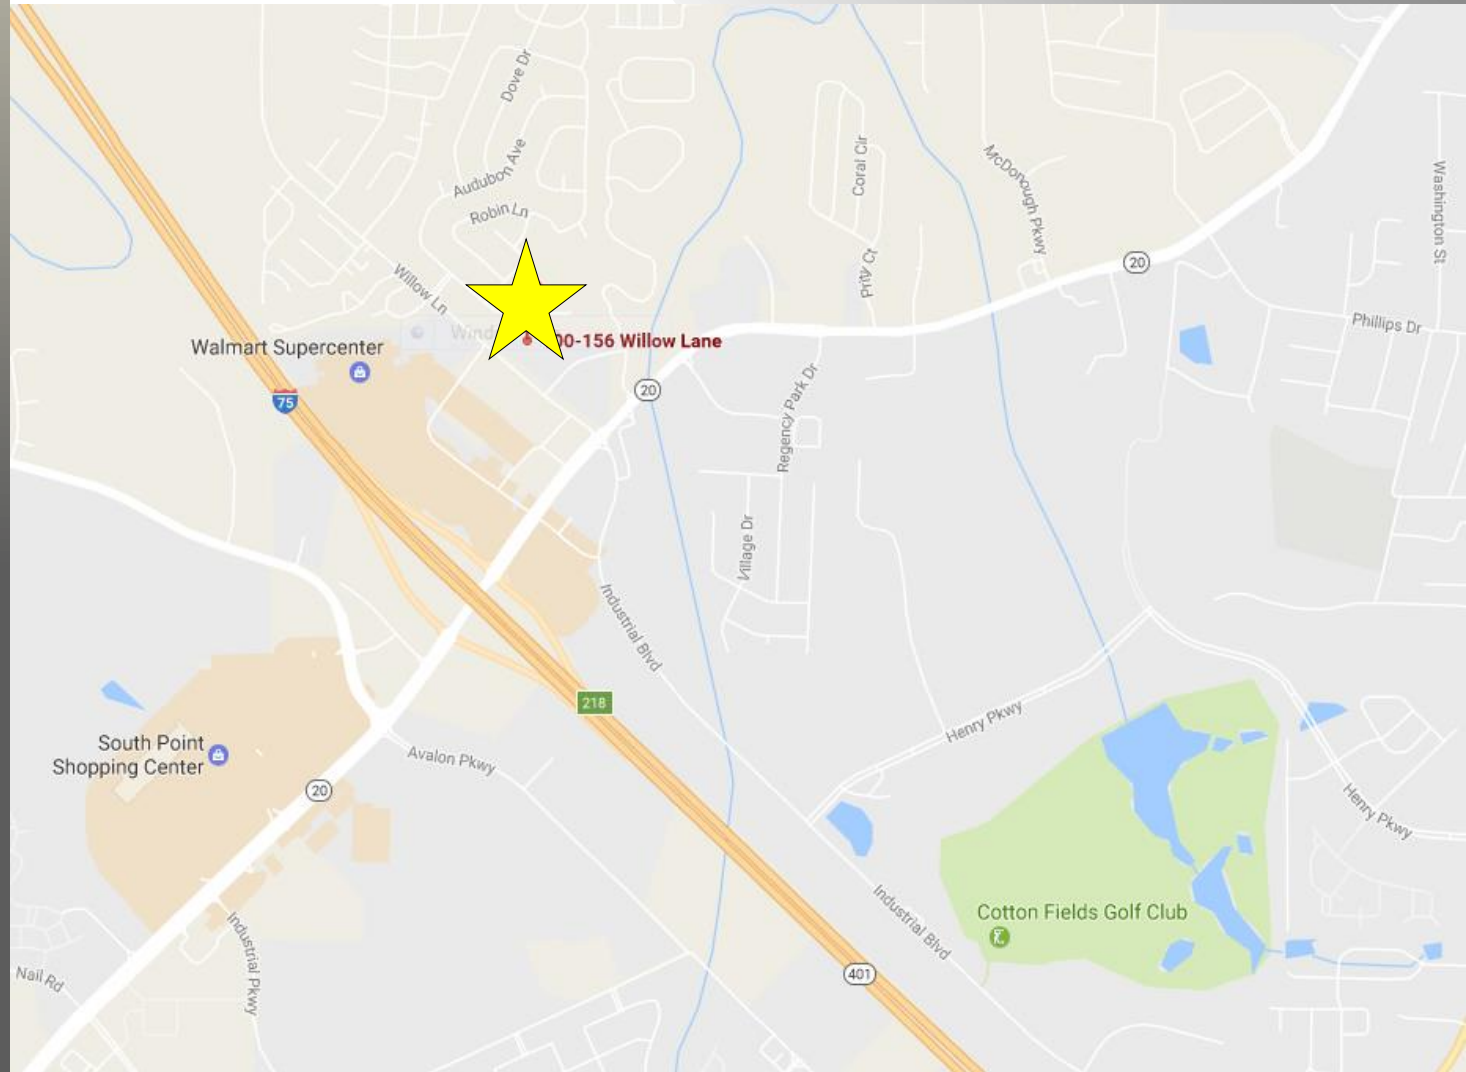 Dove Dr
Audubon Ave
Robin Ln
Coral Cir
McDonough Pkwy
Washington St
20
Prity Ct
Willow Ln
Phillips Dr
Wind
00-156 Willow Lane
Walmart Supercenter
75
20
Regency Park Dr
Village Dr
Industrial Blvd
218
Henry Pkwy
South Point
Shopping Center
Avalon Pkwy
20
Henry Pkwy
Industrial Blvd
Cotton Fields Golf Club
Industrial Pkwy
Nail Rd
401